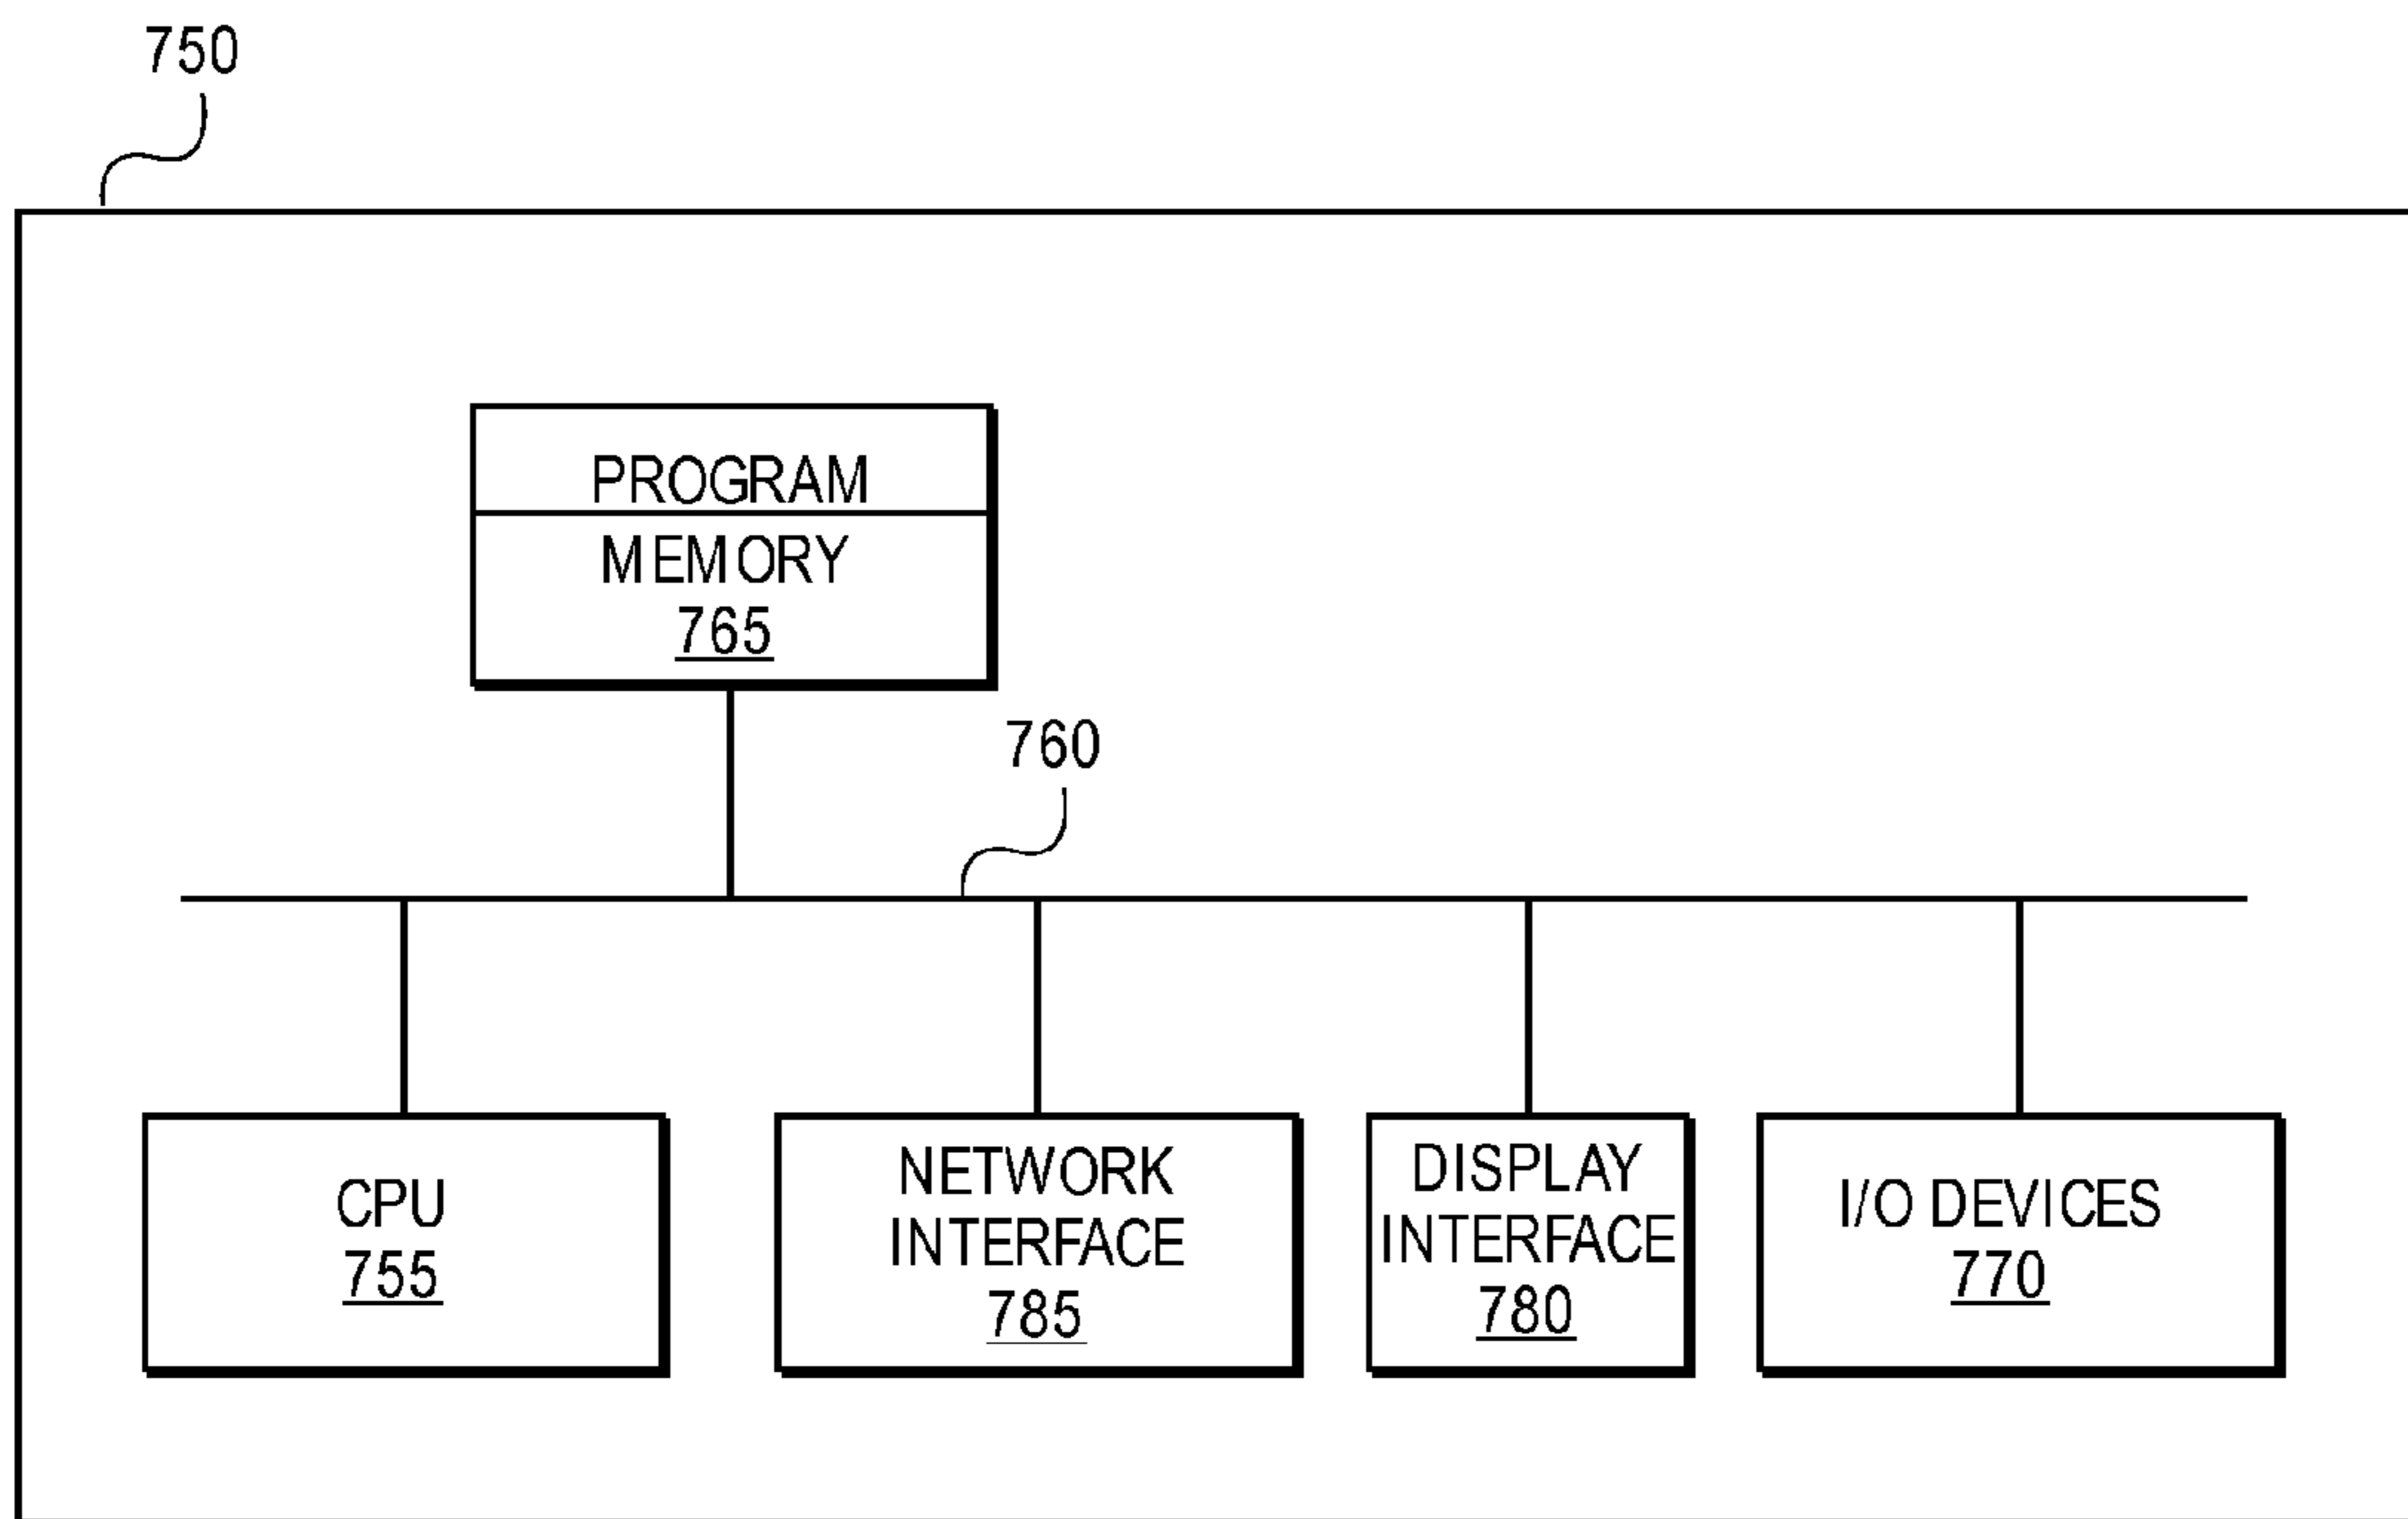 750
PROGRAM
MEMORY
765
760
CPU
755
NETWORK
INTERFACE
785
DISPLAY
INTERFACE
780
I/O DEVICES
770